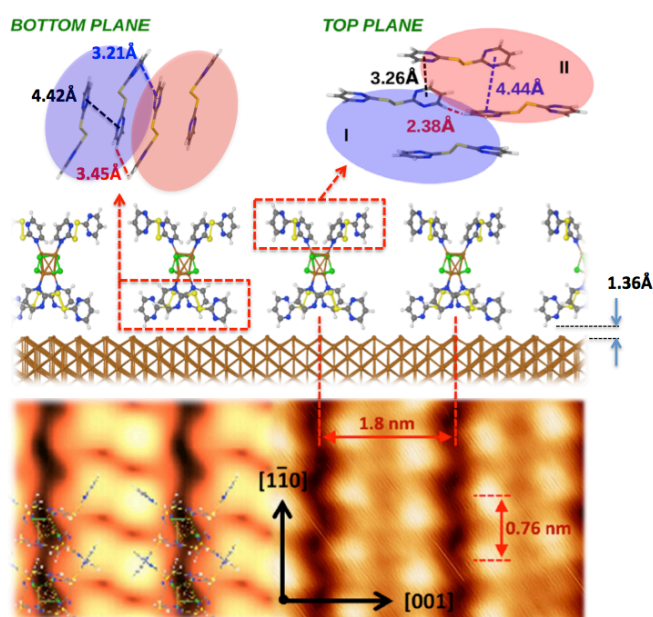 BOTTOM PLANE
TOP PLANE
3.21Å
4.42Å
3.45Å
3.26Å
II
4.44Å
2.38Å
I
1.36Å
1.8 nm
[11̅0]
0.76 nm
[001]